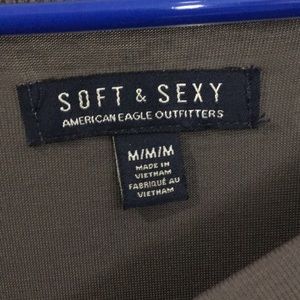 SOFT & SEXY
AMERICAN EAGLE OUTFITTERS
M/M/M
MADE IN
VIETNAM
FABRIQUÉ AU
VIETNAM